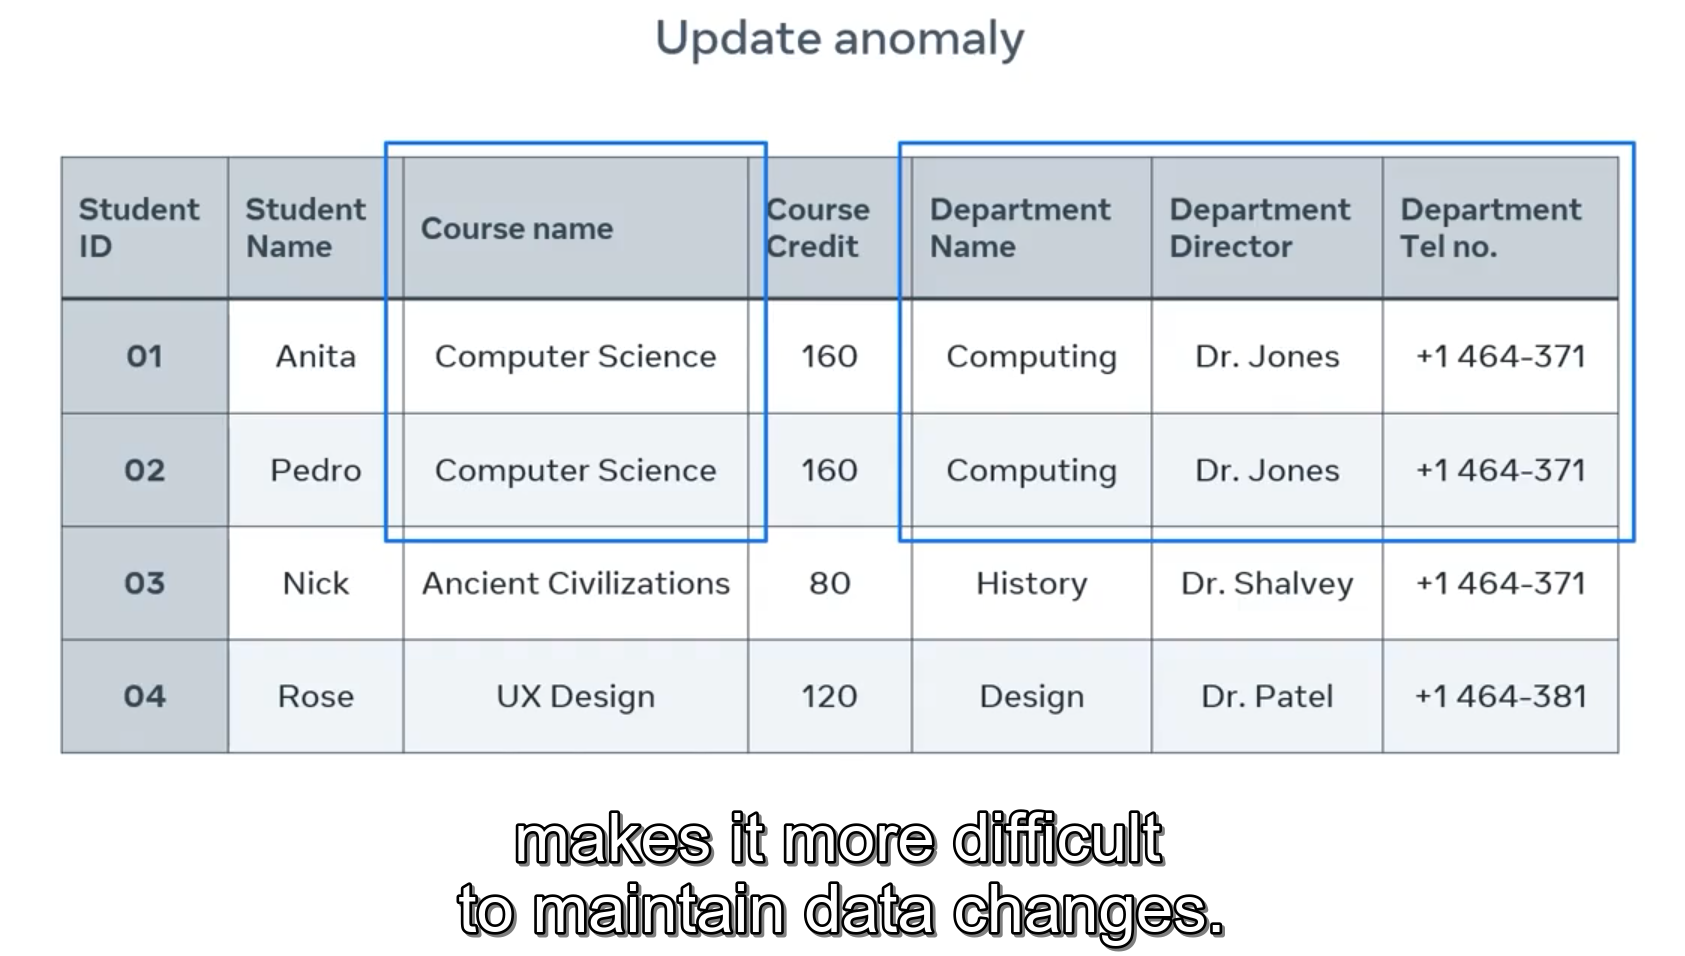 Update anomaly
Student ID | Student Name | Course name | Course Credit | Department Name | Department Director | Department Tel no.
01 | Anita | Computer Science | 160 | Computing | Dr. Jones | +1 464-371
02 | Pedro | Computer Science | 160 | Computing | Dr. Jones | +1 464-371
03 | Nick | Ancient Civilizations | 80 | History | Dr. Shalvey | +1 464-371
04 | Rose | UX Design | 120 | Design | Dr. Patel | +1 464-381
makes it more difficult
to maintain data changes.